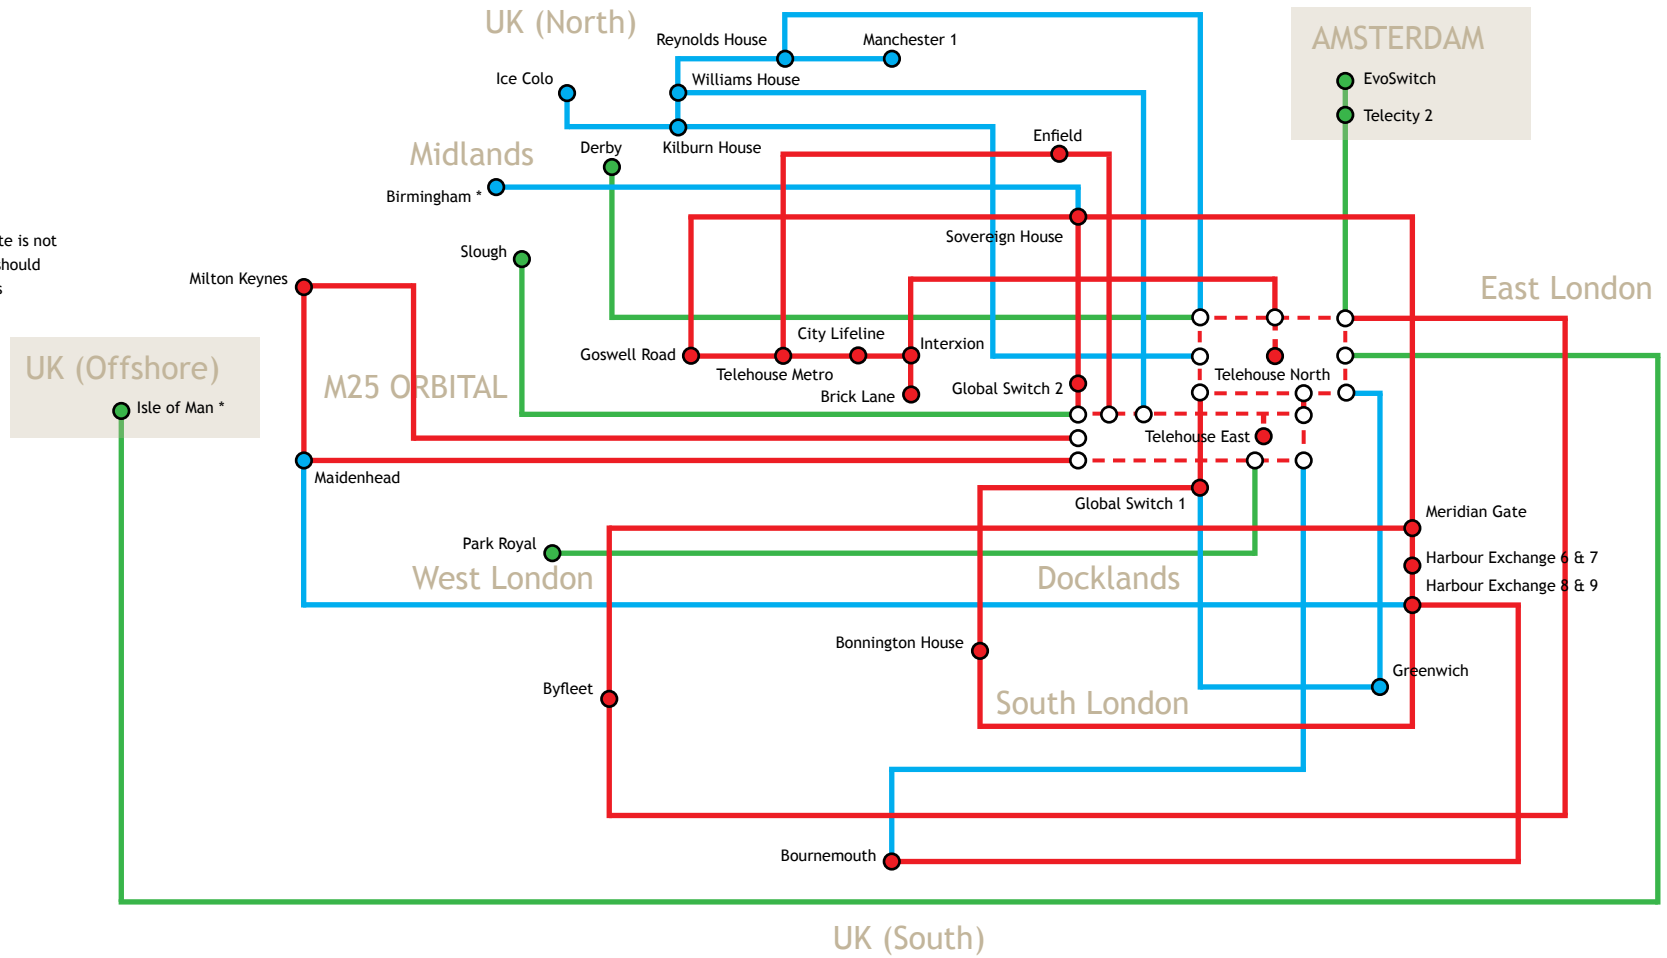 UK (North)
AMSTERDAM
Reynolds House
Manchester 1
Ice Colo
Williams House
EvoSwitch
Telecity 2
Enfield
Midlands
Derby
Kilburn House
Birmingham *
te is not
Sovereign House
Slough
hould
Milton Keynes
s
East London
City Lifeline
Interxion
Goswell Road
UK (Offshore)
Telehouse Metro
Telehouse North
M25 ORBITAL
Global Switch 2
Brick Lane
Isle of Man *
Telehouse East
Maidenhead
Global Switch 1
Meridian Gate
Park Royal
Harbour Exchange 6 & 7
West London
Docklands
Harbour Exchange 8 & 9
Bonnington House
Greenwich
Byfleet
South London
Bournemouth
UK (South)